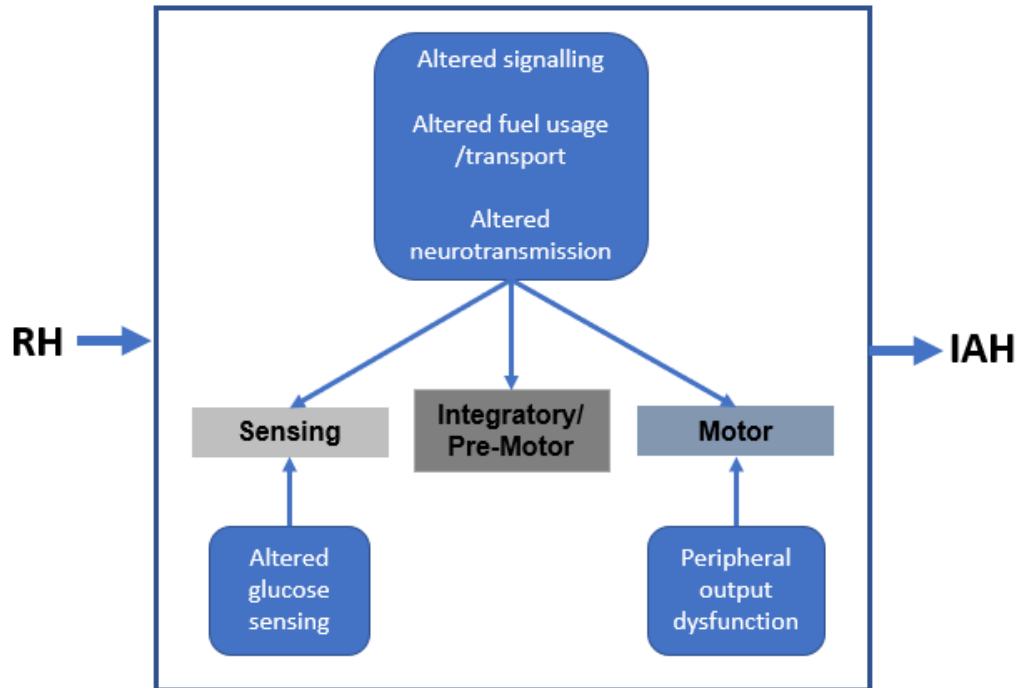 Altered signalling
Altered fuel usage
/transport
Altered
neurotransmission
RH
IAH
Sensing
Integratory/
Pre-Motor
Motor
Altered
glucose
sensing
Peripheral
output
dysfunction